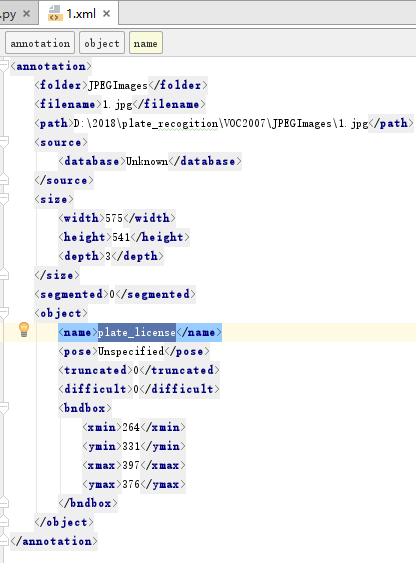 .py
1.xml
annotation
object
name
<annotation>
<folder>JPEGImages</folder>
<filename>1.jpg</filename>
<path>D:\2018\plate_recogition\VOC2007\JPEGImages\1.jpg</path>
<source>
<database>Unknown</database>
</source>
<size>
<width>575</width>
<height>541</height>
<depth>3</depth>
</size>
<segmented>0</segmented>
<object>
<name>plate_license</name>
<pose>Unspecified</pose>
<truncated>0</truncated>
<difficult>0</difficult>
<bndbox>
<xmin>264</xmin>
<ymin>331</ymin>
<xmax>397</xmax>
<ymax>376</ymax>
</bndbox>
</object>
</annotation>